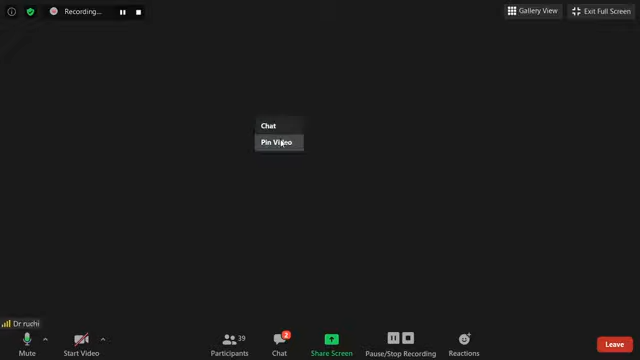 Recording...
Gallery View
Exit Full Screen
Chat
Pin Video
Dr ruchi
Mute
Start Video
39
Participants
2
Chat
Share Screen
Pause/Stop Recording
Reactions
Leave